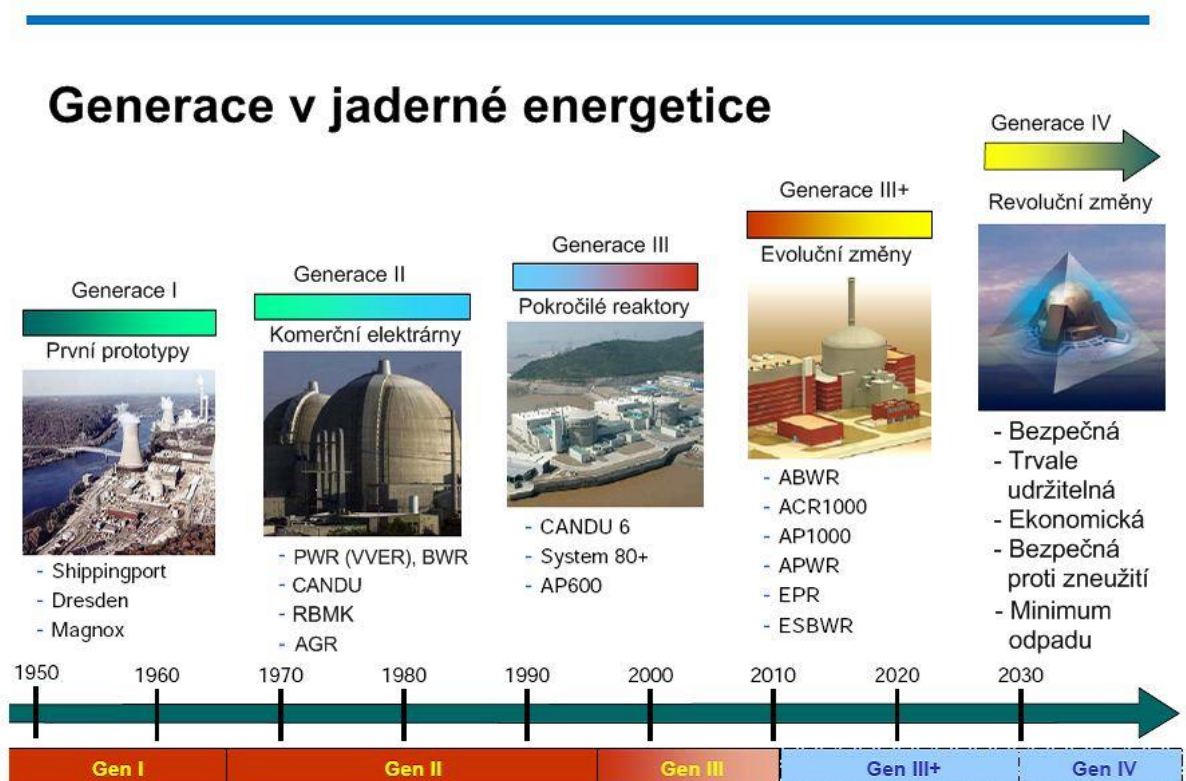 Generace v jaderné energetice
Generace I
První prototypy
- Shippingport
- Dresden
- Magnox
Generace II
Komerční elektrárny
- PWR (VVER), BWR
- CANDU
- RBMK
- AGR
Generace III
Pokročilé reaktory
- CANDU 6
- System 80+
- AP600
Generace III+
Evoluční změny
- ABWR
- ACR1000
- AP1000
- APWR
- EPR
- ESBWR
Generace IV
Revoluční změny
- Bezpečná
- Trvale
udržitelná
- Ekonomická
- Bezpečná
proti zneužití
- Minimum
odpadu
1950 1960 1970 1980 1990 2000 2010 2020 2030
Gen I Gen II Gen III Gen III+ Gen IV